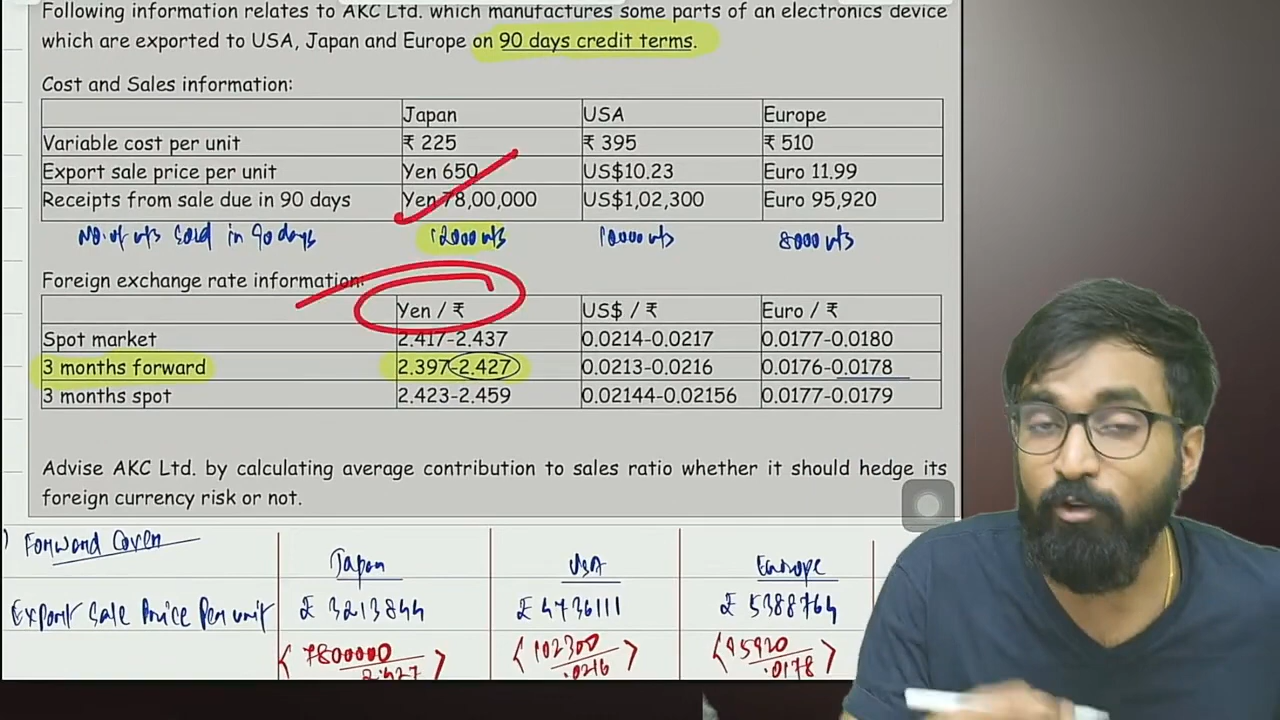 Following information relates to AKC Ltd. which manufactures some parts of an electronics device
which are exported to USA, Japan and Europe on 90 days credit terms.
Cost and Sales information:
Japan USA Europe
Variable cost per unit ₹ 225 ₹ 395 ₹ 510
Export sale price per unit Yen 650 US$10.23 Euro 11.99
Receipts from sale due in 90 days Yen 78,00,000 US$1,02,300 Euro 95,920
No. of uts sold in 90 days 12000 uts 10000 uts 8000 uts
Foreign exchange rate information:
Yen / ₹ US$ / ₹ Euro / ₹
Spot market 2.417-2.437 0.0214-0.0217 0.0177-0.0180
3 months forward 2.397-2.427 0.0213-0.0216 0.0176-0.0178
3 months spot 2.423-2.459 0.02144-0.02156 0.0177-0.0179
Advise AKC Ltd. by calculating average contribution to sales ratio whether it should hedge its
foreign currency risk or not.
) Forward Cover
Japan USA Europe
Export Sale Price Per unit ₹ 3213844 ₹ 4736111 ₹ 5388764
(7800000 (102300 (95920
2.427) .0216) .0178)